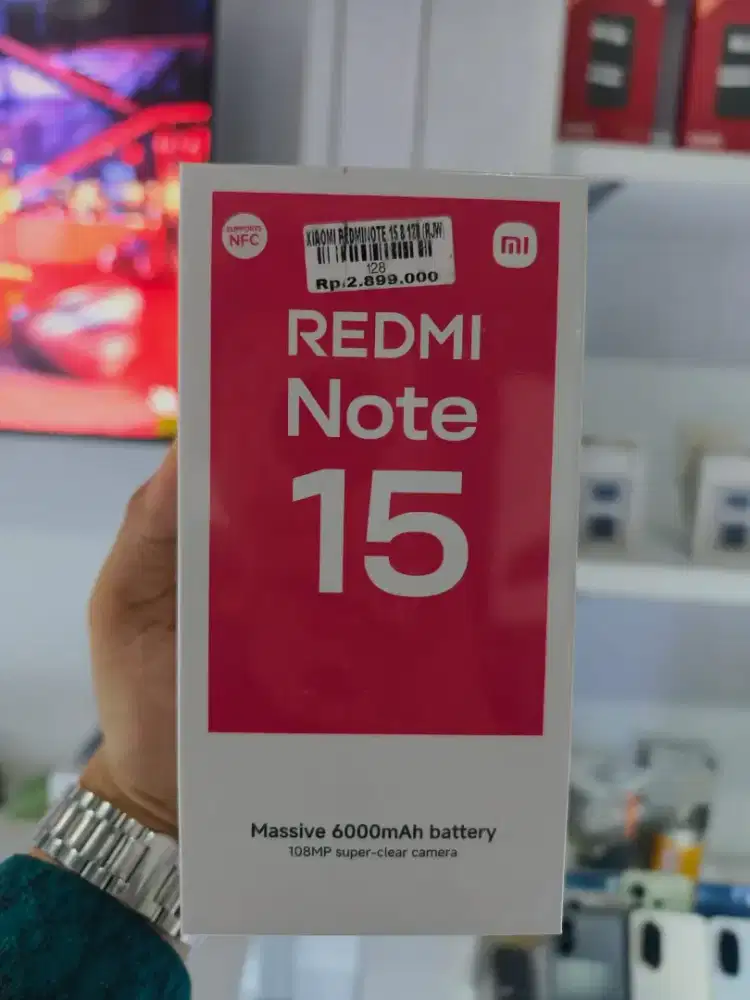 SUPPORTS
NFC
XIAOMI REDMINOTE 15 8 128 (RJW)
128
Rp.2.899.000
mi
REDMI
Note
15
Massive 6000mAh battery
108MP super-clear camera